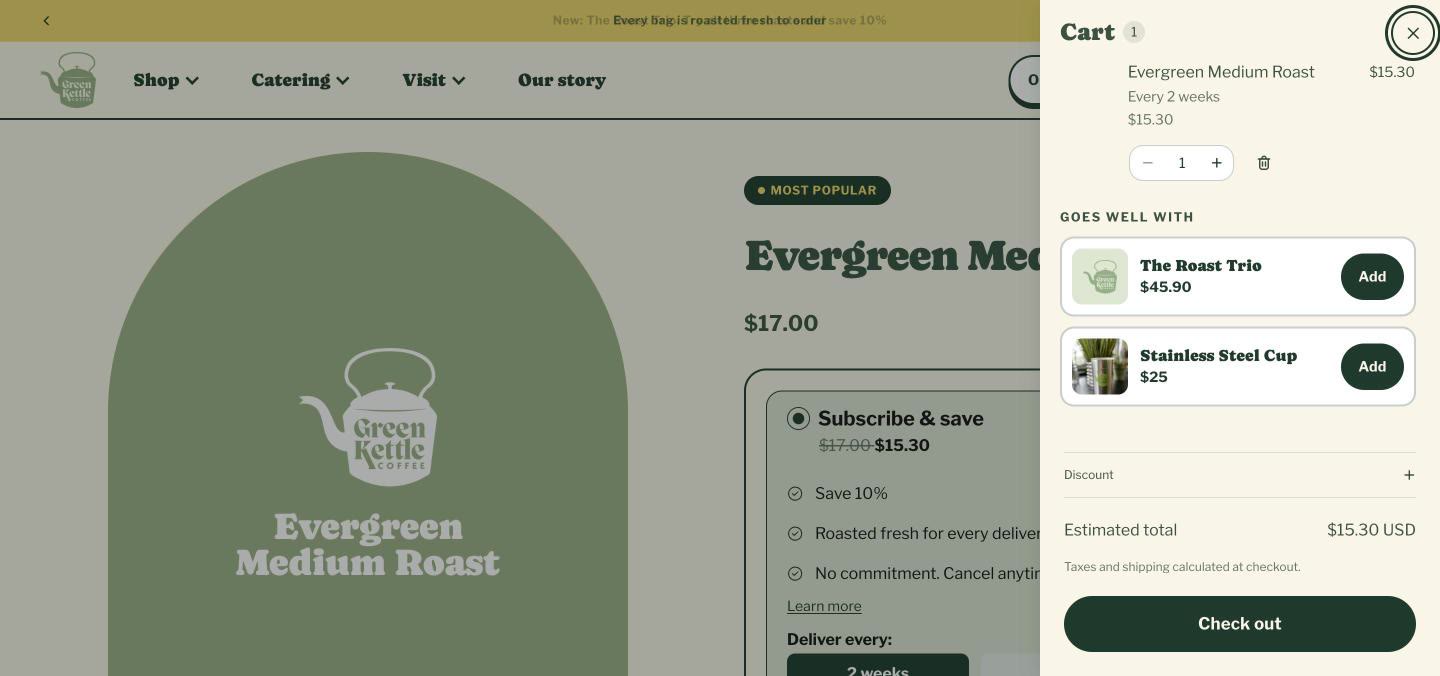 Every bag is roasted fresh to order
Cart 1
Shop
Catering
Visit
Our story
Green
Kettle
COFFEE
Evergreen Medium Roast $15.30
Every 2 weeks
$15.30
1
MOST POPULAR
GOES WELL WITH
Evergreen
$17.00
The Roast Trio
$45.90
Add
Stainless Steel Cup
$25
Add
Green
Kettle
COFFEE
Evergreen
Medium Roast
Subscribe & save
$17.00 $15.30
Save 10%
Roasted fresh for every
No commitment. Cancel
Learn more
Deliver every:
2 weeks
Discount
Estimated total $15.30 USD
Taxes and shipping calculated at checkout.
Check out